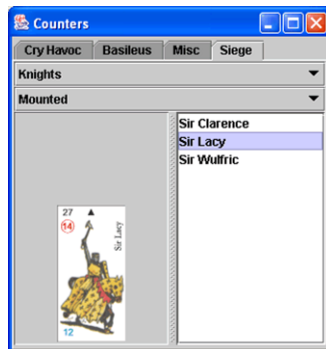 Counters
Cry Havoc Basileus Misc Siege
Knights
Mounted
Sir Clarence
Sir Lacy
Sir Wulfric
27
14
Sir Lacy
12